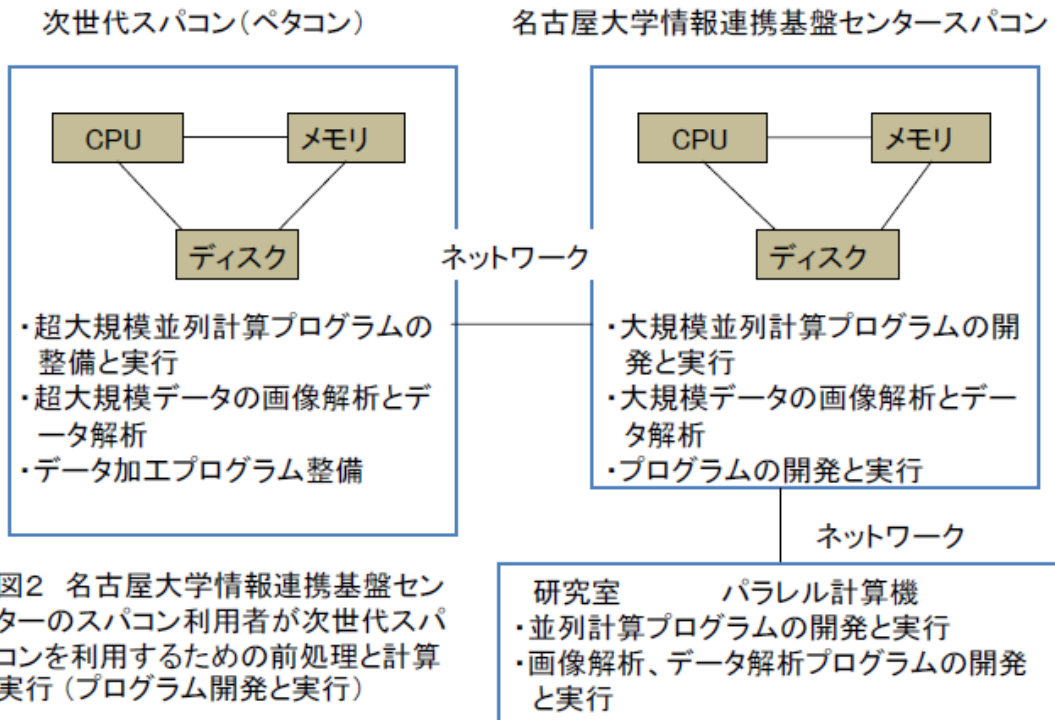 次世代スパコン（ペタコン）
CPU
メモリ
ディスク
・超大規模並列計算プログラムの
整備と実行
・超大規模データの画像解析とデ
ータ解析
・データ加工プログラム整備
ネットワーク
名古屋大学情報連携基盤センタースパコン
CPU
メモリ
ディスク
・大規模並列計算プログラムの開
発と実行
・大規模データの画像解析とデー
タ解析
・プログラムの開発と実行
ネットワーク
研究室　パラレル計算機
・並列計算プログラムの開発と実行
・画像解析、データ解析プログラムの開発
と実行
図２　名古屋大学情報連携基盤セン
ターのスパコン利用者が次世代スパ
コンを利用するための前処理と計算
実行（プログラム開発と実行）